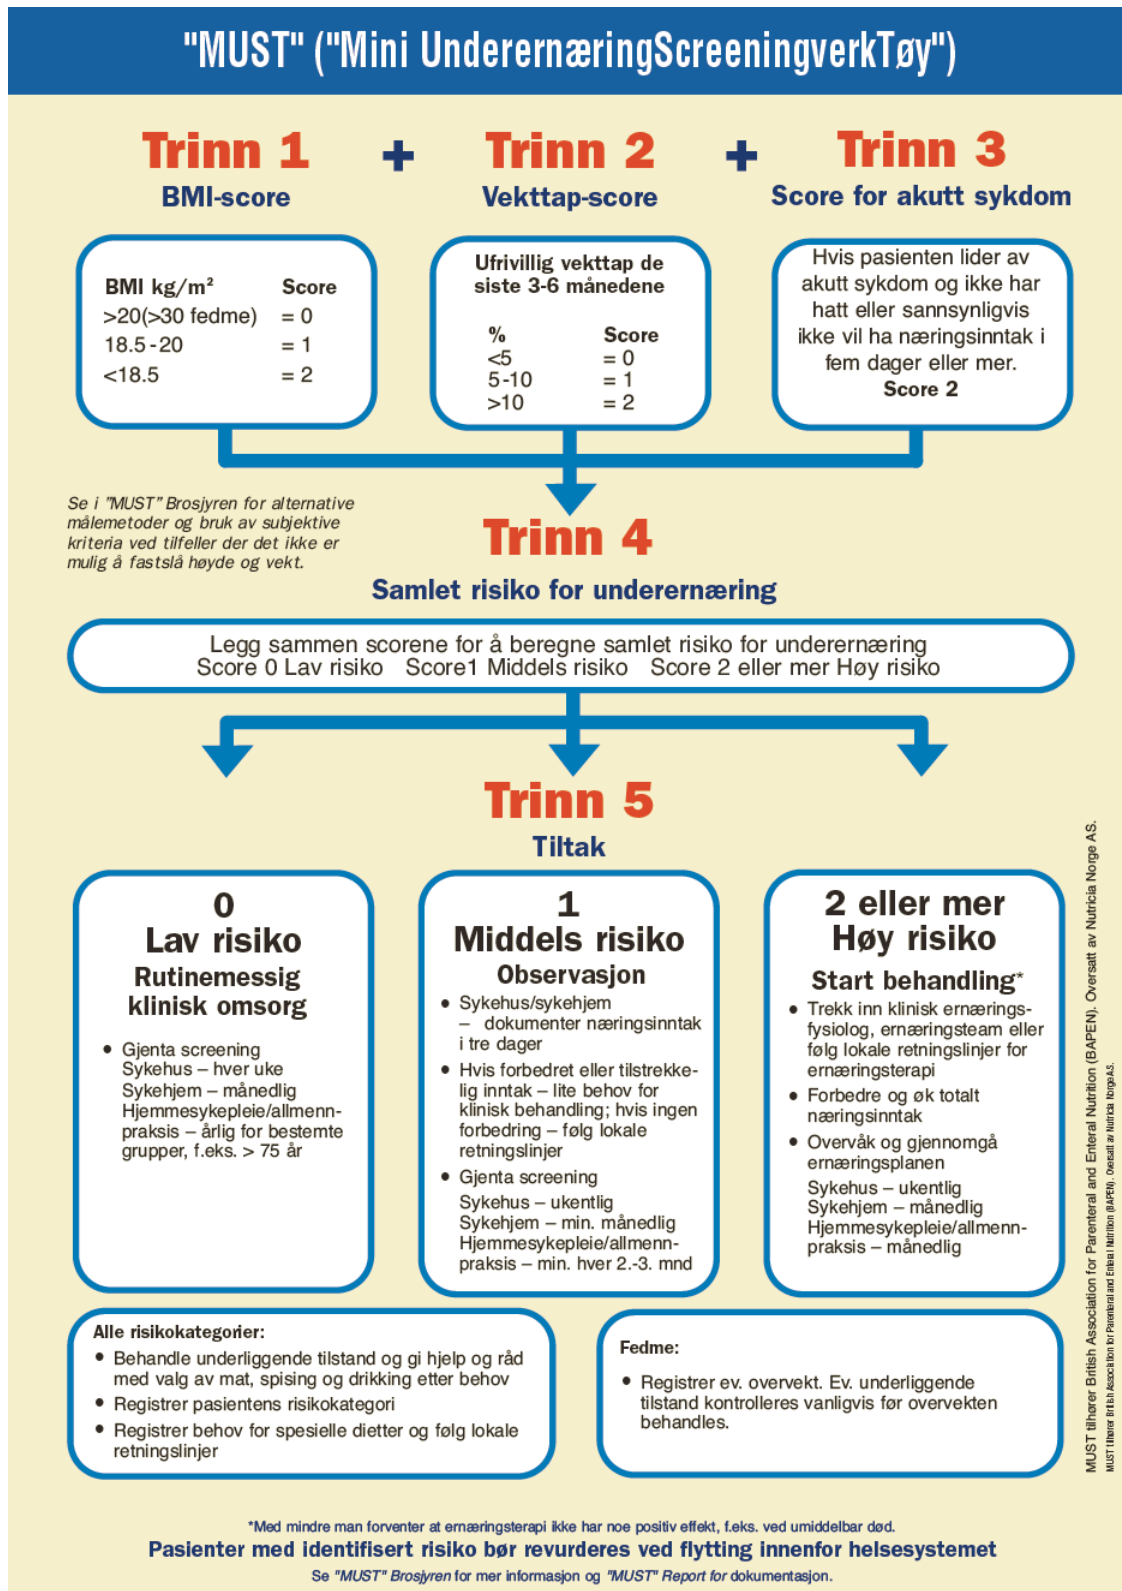 "MUST" ("Mini UnderernæringScreeningverkTøy")
Trinn 1 + Trinn 2 + Trinn 3
BMI-score
Vekttap-score
Score for akutt sykdom
BMI kg/m² Score
>20(>30 fedme) = 0
18.5-20 = 1
<18.5 = 2
Ufrivillig vekttap de
siste 3-6 månedene
% Score
<5 = 0
5-10 = 1
>10 = 2
Hvis pasienten lider av
akutt sykdom og ikke har
hatt eller sannsynligvis
ikke vil ha næringsinntak i
fem dager eller mer.
Score 2
Se i "MUST" Brosjyren for alternative
målemetoder og bruk av subjektive
kriteria ved tilfeller der det ikke er
mulig å fastslå høyde og vekt.
Trinn 4
Samlet risiko for underernæring
Legg sammen scorene for å beregne samlet risiko for underernæring
Score 0 Lav risiko Score1 Middels risiko Score 2 eller mer Høy risiko
Trinn 5
Tiltak
0
Lav risiko
Rutinemessig
klinisk omsorg
• Gjenta screening
Sykehus – hver uke
Sykehjem – månedlig
Hjemmesykepleie/allmenn-
praksis – årlig for bestemte
grupper, f.eks. > 75 år
1
Middels risiko
Observasjon
• Sykehus/sykehjem
– dokumenter næringsinntak
i tre dager
• Hvis forbedret eller tilstrekke-
lig inntak – lite behov for
klinisk behandling; hvis ingen
forbedring – følg lokale
retningslinjer
• Gjenta screening
Sykehus – ukentlig
Sykehjem – min. månedlig
Hjemmesykepleie/allmenn-
praksis – min. hver 2.-3. mnd
2 eller mer
Høy risiko
Start behandling*
• Trekk inn klinisk ernærings-
fysiolog, ernæringsteam eller
følg lokale retningslinjer for
ernæringsterapi
• Forbedre og øk totalt
næringsinntak
• Overvåk og gjennomgå
ernæringsplanen
Sykehus – ukentlig
Sykehjem – månedlig
Hjemmesykepleie/allmenn-
praksis – månedlig
Alle risikokategorier:
• Behandle underliggende tilstand og gi hjelp og råd
med valg av mat, spising og drikking etter behov
• Registrer pasientens risikokategori
• Registrer behov for spesielle dietter og følg lokale
retningslinjer
Fedme:
• Registrer ev. overvekt. Ev. underliggende
tilstand kontrolleres vanligvis før overvekten
behandles.
MUST tilhører British Association for Parenteral and Enteral Nutrition (BAPEN). Oversatt av Nutricia Norge AS.
MUST tilhører British Association for Parenteral and Enteral Nutrition (BAPEN). Oversatt av Nutricia Norge AS.
*Med mindre man forventer at ernæringsterapi ikke har noe positiv effekt, f.eks. ved umiddelbar død.
Pasienter med identifisert risiko bør revurderes ved flytting innenfor helsesystemet
Se "MUST" Brosjyren for mer informasjon og "MUST" Report for dokumentasjon.